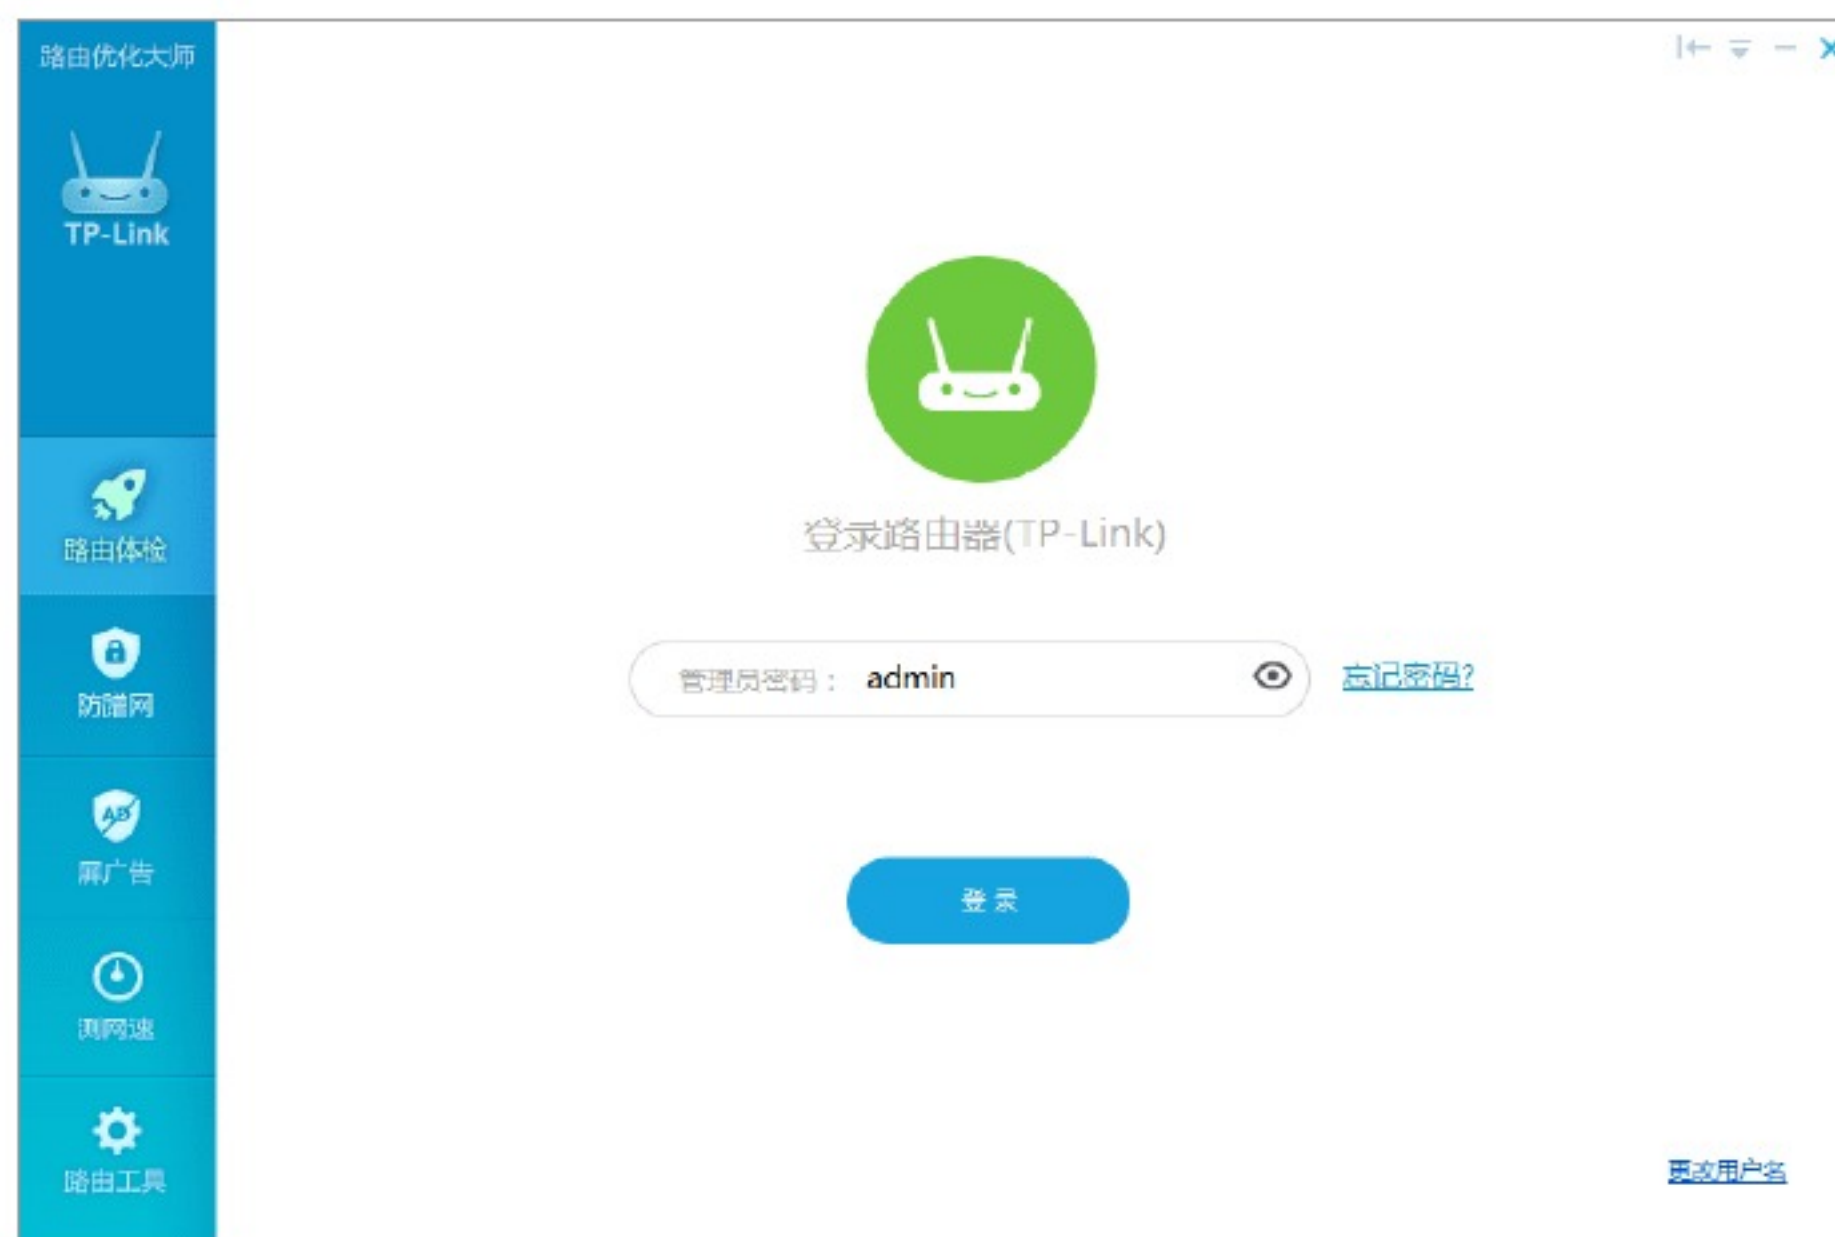 路由优化大师
TP-Link
路由体检
防蹭网
屏广告
测网速
路由工具
登录路由器(TP-Link)
管理员密码： admin
忘记密码?
登录
更改用户名